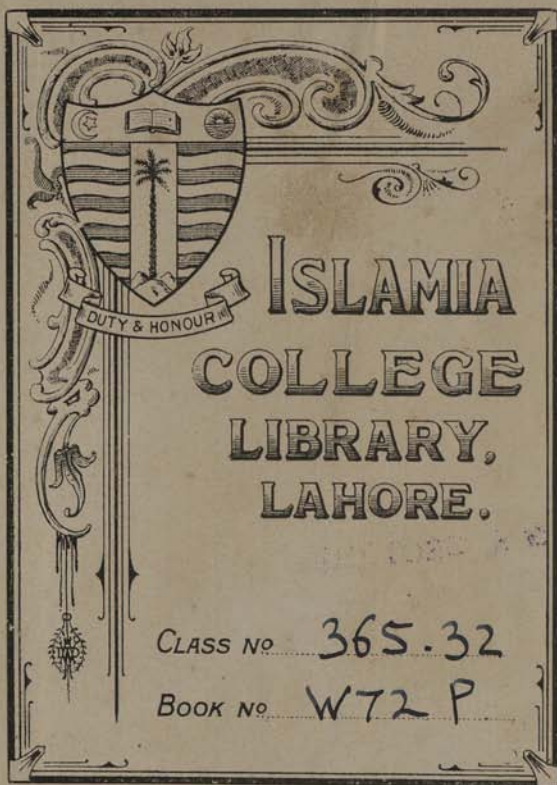 DUTY & HONOUR
ISLAMIA
COLLEGE
LIBRARY,
LAHORE.
CLASS NO 365.32
BOOK NO W72 P